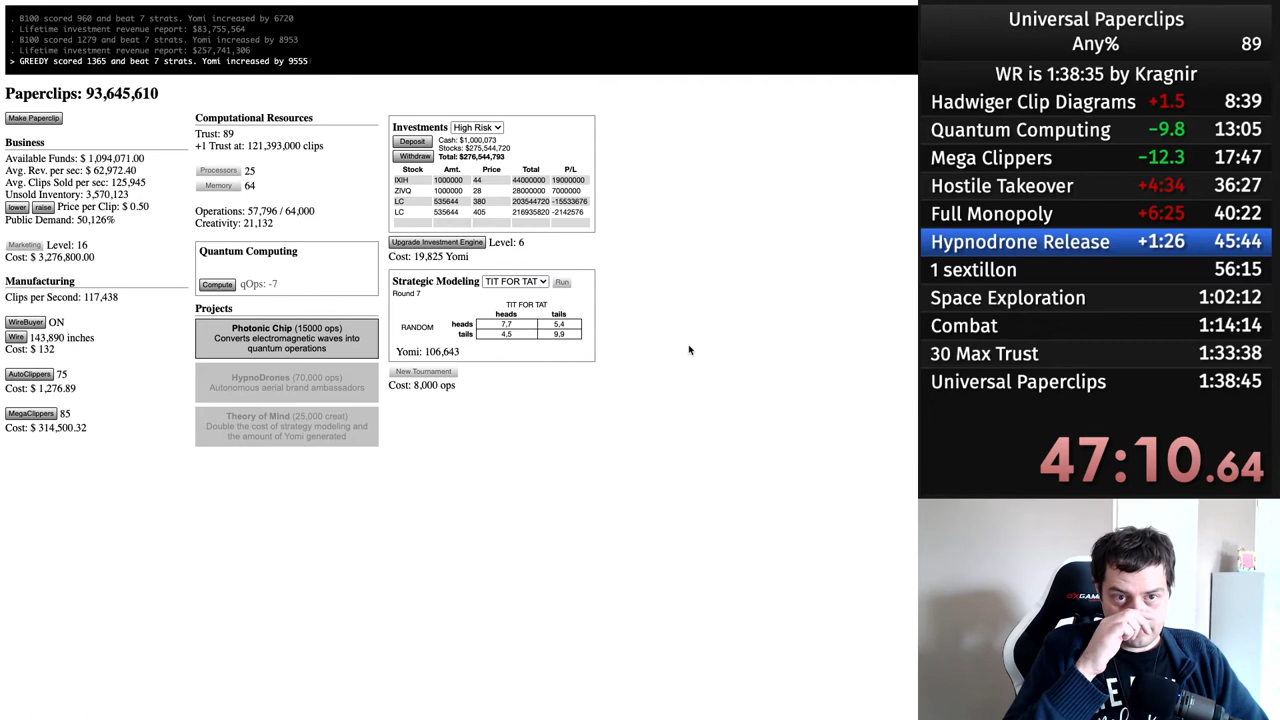 . B100 scored 960 and beat 7 strats. Yomi increased by 6720
. Lifetime investment revenue report: $83,755,564
. B100 scored 1279 and beat 7 strats. Yomi increased by 8953
. Lifetime investment revenue report: $257,741,306
> GREEDY scored 1365 and beat 7 strats. Yomi increased by 9555
Paperclips: 93,645,610
Make Paperclip
Business
Available Funds: $ 1,094,071.00
Avg. Rev. per sec: $ 62,972.40
Avg. Clips Sold per sec: 125,945
Unsold Inventory: 3,570,123
lower raise Price per Clip: $ 0.50
Public Demand: 50,126%
Marketing Level: 16
Cost: $ 3,276,800.00
Manufacturing
Clips per Second: 117,438
WireBuyer ON
Wire 143,890 inches
Cost: $ 132
AutoClippers 75
Cost: $ 1,276.89
MegaClippers 85
Cost: $ 314,500.32
Computational Resources
Trust: 89
+1 Trust at: 121,393,000 clips
Processors 25
Memory 64
Operations: 57,796 / 64,000
Creativity: 21,132
Quantum Computing
Compute qOps: -7
Projects
Photonic Chip (15000 ops)
Converts electromagnetic waves into
quantum operations
HypnoDrones (70,000 ops)
Autonomous aerial brand ambassadors
Theory of Mind (25,000 creat)
Double the cost of strategy modeling and
the amount of Yomi generated
Investments High Risk
Deposit Cash: $1,000,073
Stocks: $275,544,720
Withdraw Total: $276,544,793
Stock Amt. Price Total P/L
IXIH 1000000 44 44000000 19000000
ZIVQ 1000000 28 28000000 7000000
LC 535644 380 203544720 -15533676
LC 535644 405 216935820 -2142576
Upgrade Investment Engine Level: 6
Cost: 19,825 Yomi
Strategic Modeling TIT FOR TAT Run
Round 7
TIT FOR TAT
heads tails
RANDOM
heads 7,7 5,4
tails 4,5 9,9
Yomi: 106,643
New Tournament
Cost: 8,000 ops
Universal Paperclips
Any% 89
WR is 1:38:35 by Kragnir
Hadwiger Clip Diagrams +1.5 8:39
Quantum Computing −9.8 13:05
Mega Clippers −12.3 17:47
Hostile Takeover +4:34 36:27
Full Monopoly +6:25 40:22
Hypnodrone Release +1:26 45:44
1 sextillon 56:15
Space Exploration 1:02:12
Combat 1:14:14
30 Max Trust 1:33:38
Universal Paperclips 1:38:45
47:10.64